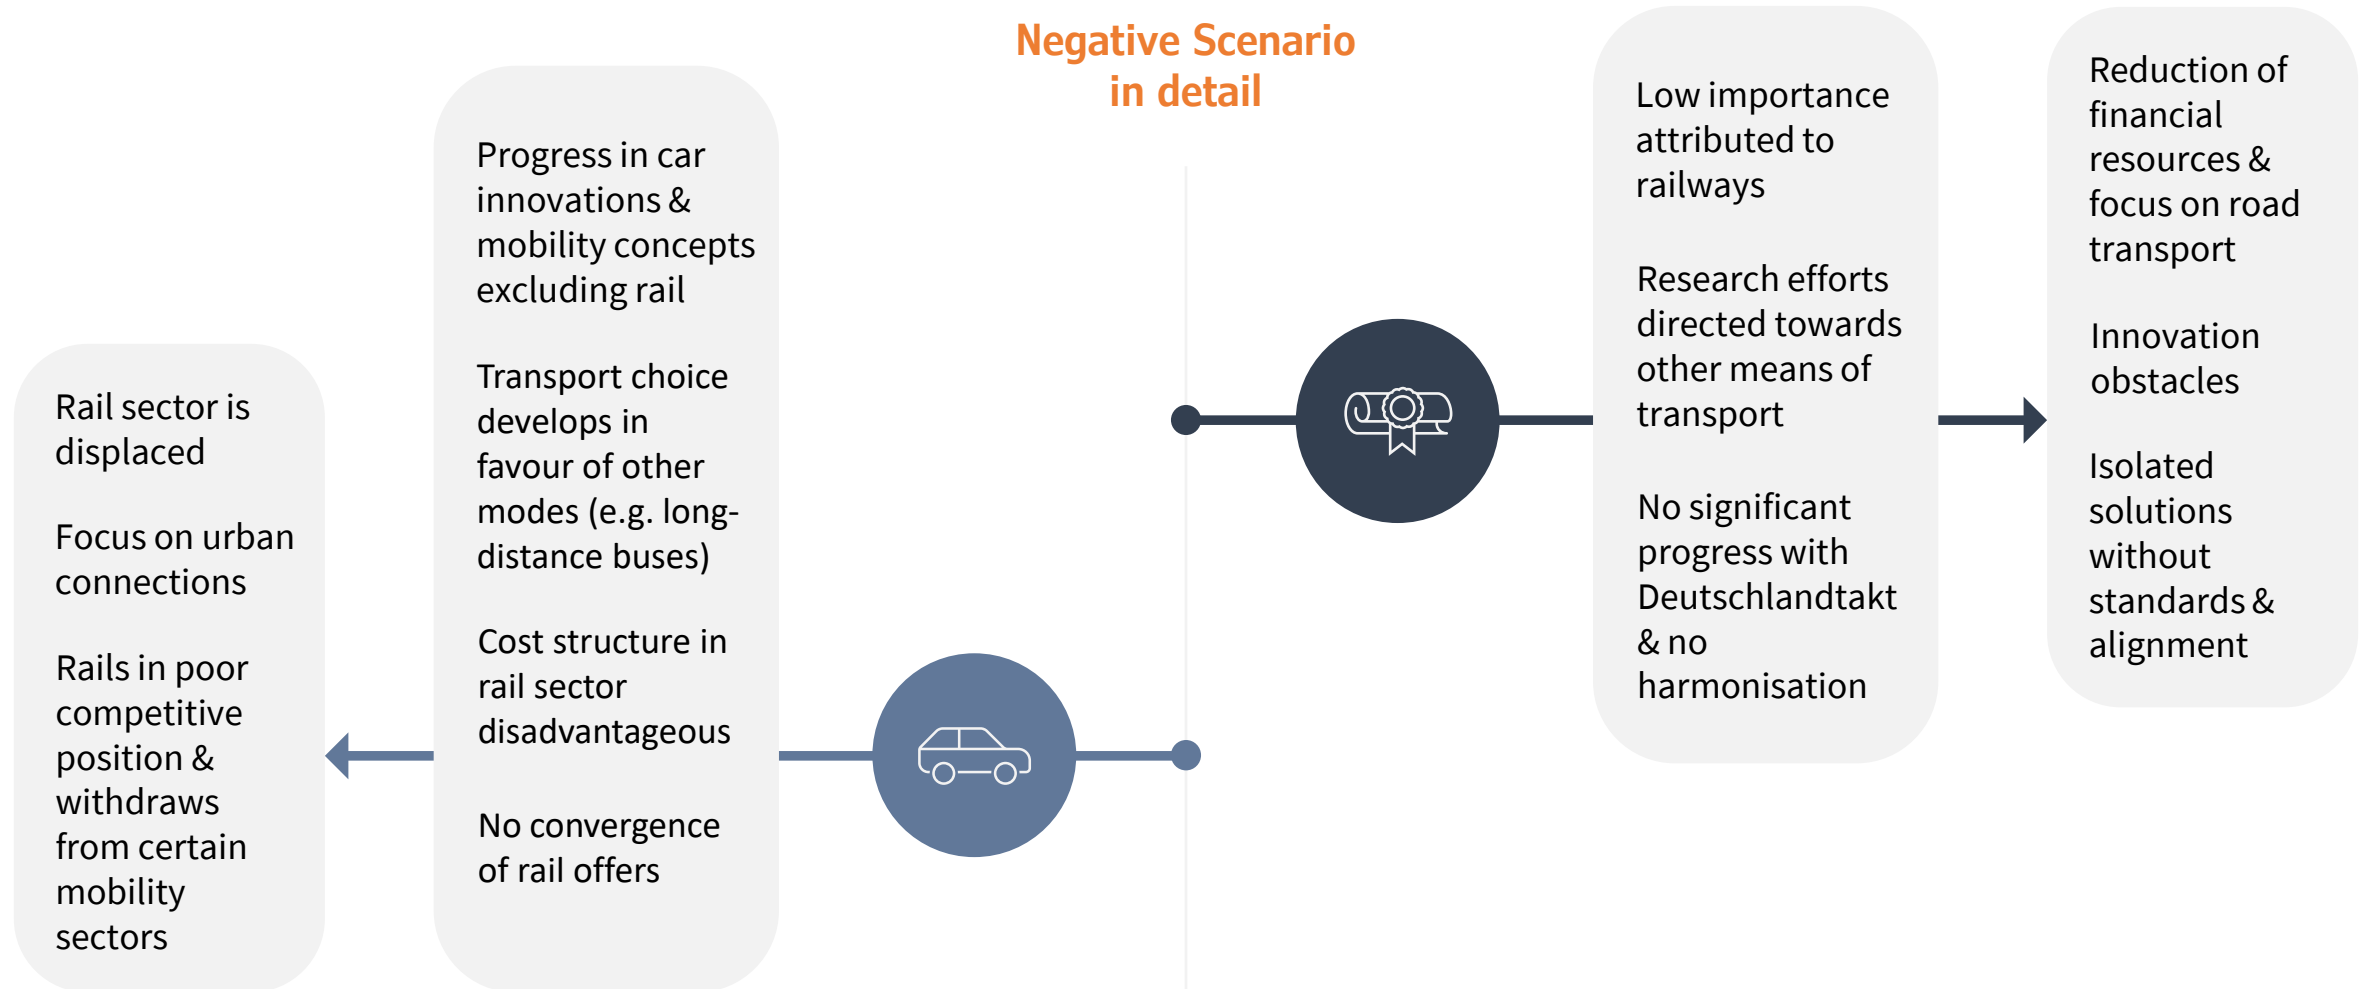 Negative Scenario
in detail
Low importance
attributed to
railways
Research efforts
directed towards
other means of
transport
No significant
progress with
Deutschlandtakt
& no
harmonisation
Reduction of
financial
resources &
focus on road
transport
Innovation
obstacles
Isolated
solutions
without
standards &
alignment
Progress in car
innovations &
mobility concepts
excluding rail
Transport choice
develops in
favour of other
modes (e.g. long-
distance buses)
Cost structure in
rail sector
disadvantageous
No convergence
of rail offers
Rail sector is
displaced
Focus on urban
connections
Rails in poor
competitive
position &
withdraws
from certain
mobility
sectors